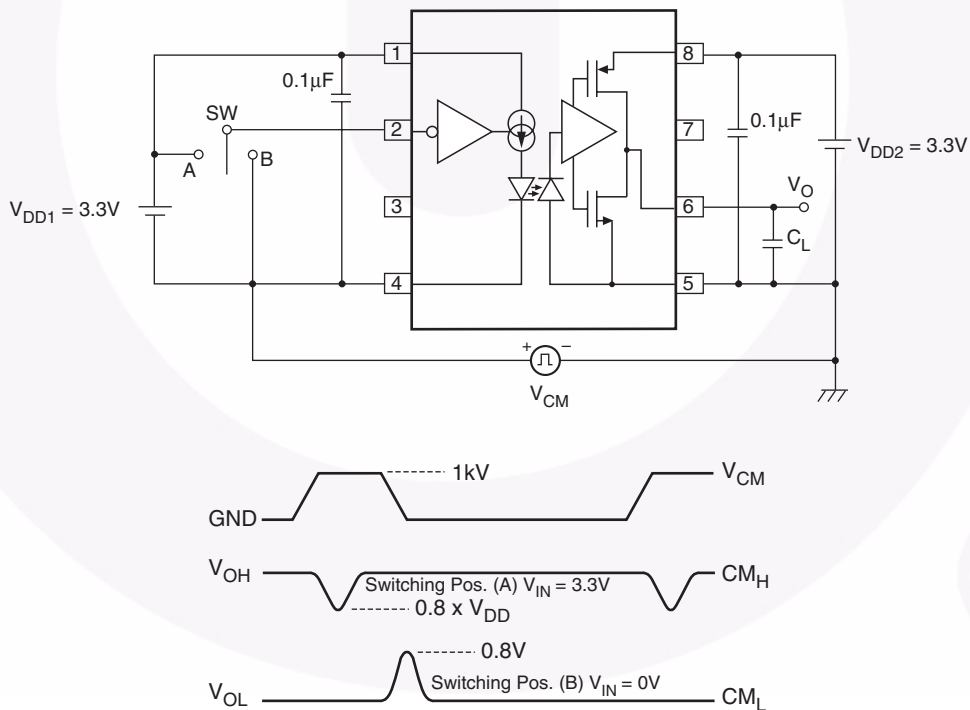 1
8
0.1µF
0.1µF
SW
2
7
A
B
V_DD2 = 3.3V
V_DD1 = 3.3V
3
6
V_O
C_L
4
5
+
–
V_CM
1kV
V_CM
GND
V_OH
Switching Pos. (A) V_IN = 3.3V
CM_H
0.8 x V_DD
0.8V
Switching Pos. (B) V_IN = 0V
V_OL
CM_L